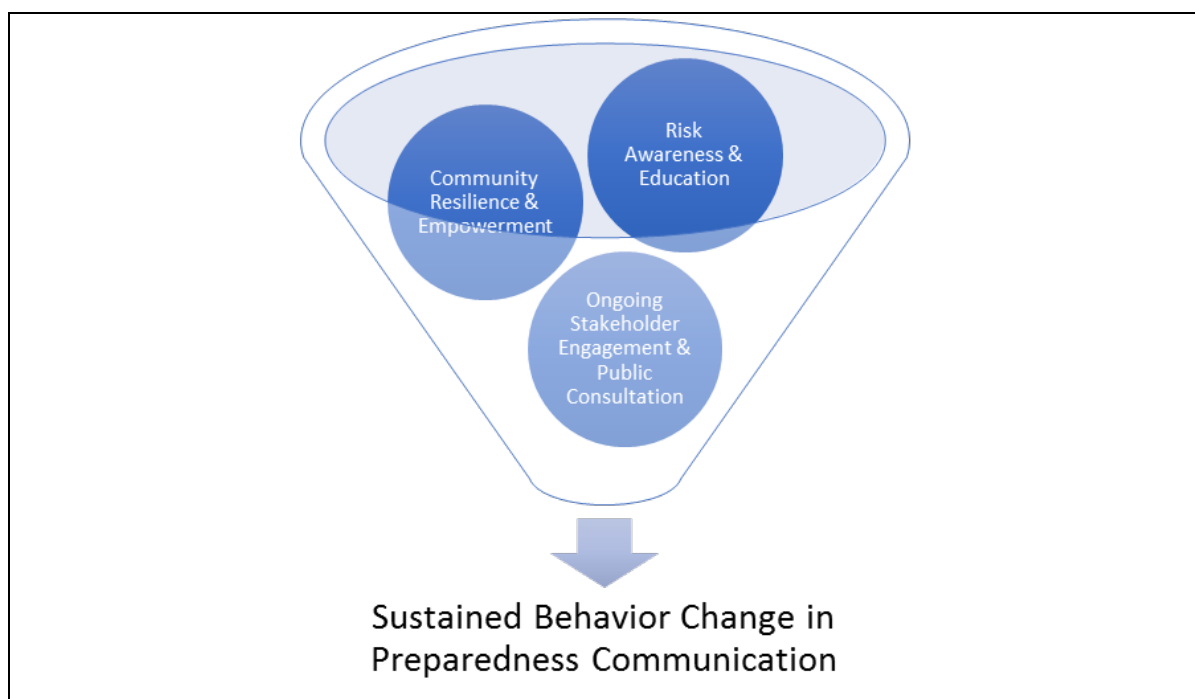 Risk
Awareness &
Education
Community
Resilience &
Empowerment
Ongoing
Stakeholder
Engagement &
Public
Consultation
Sustained Behavior Change in
Preparedness Communication